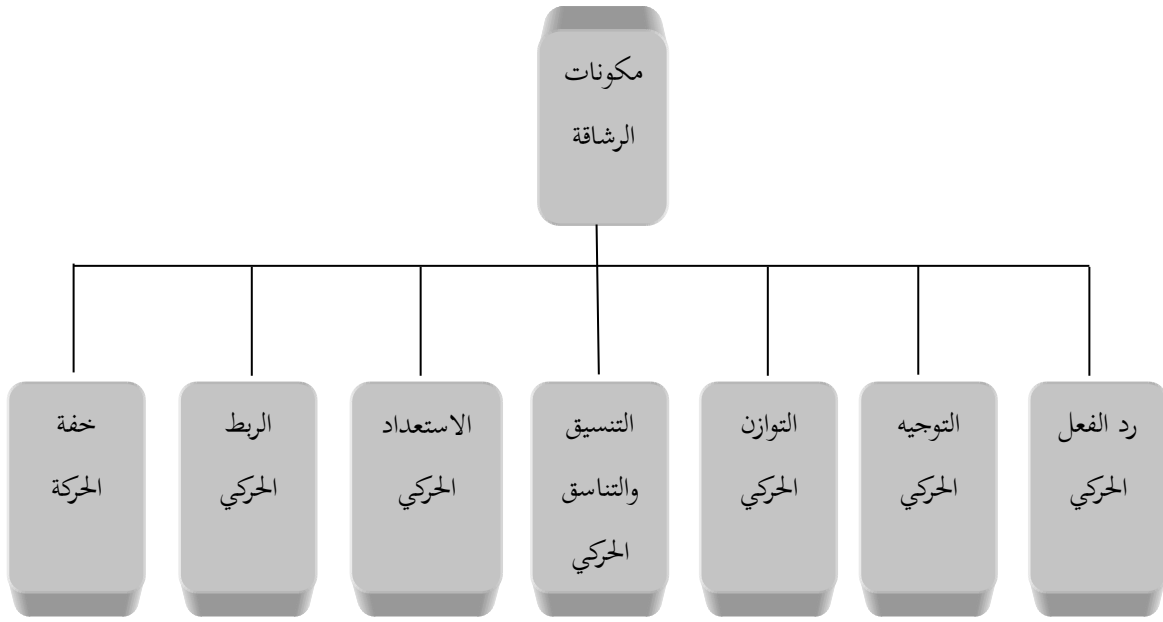 مكونات
الرشاقة
رد الفعل
الحركي
التوجيه
الحركي
التوازن
الحركي
التنسيق
والتناسق
الحركي
الاستعداد
الحركي
الربط
الحركي
خفة
الحركة